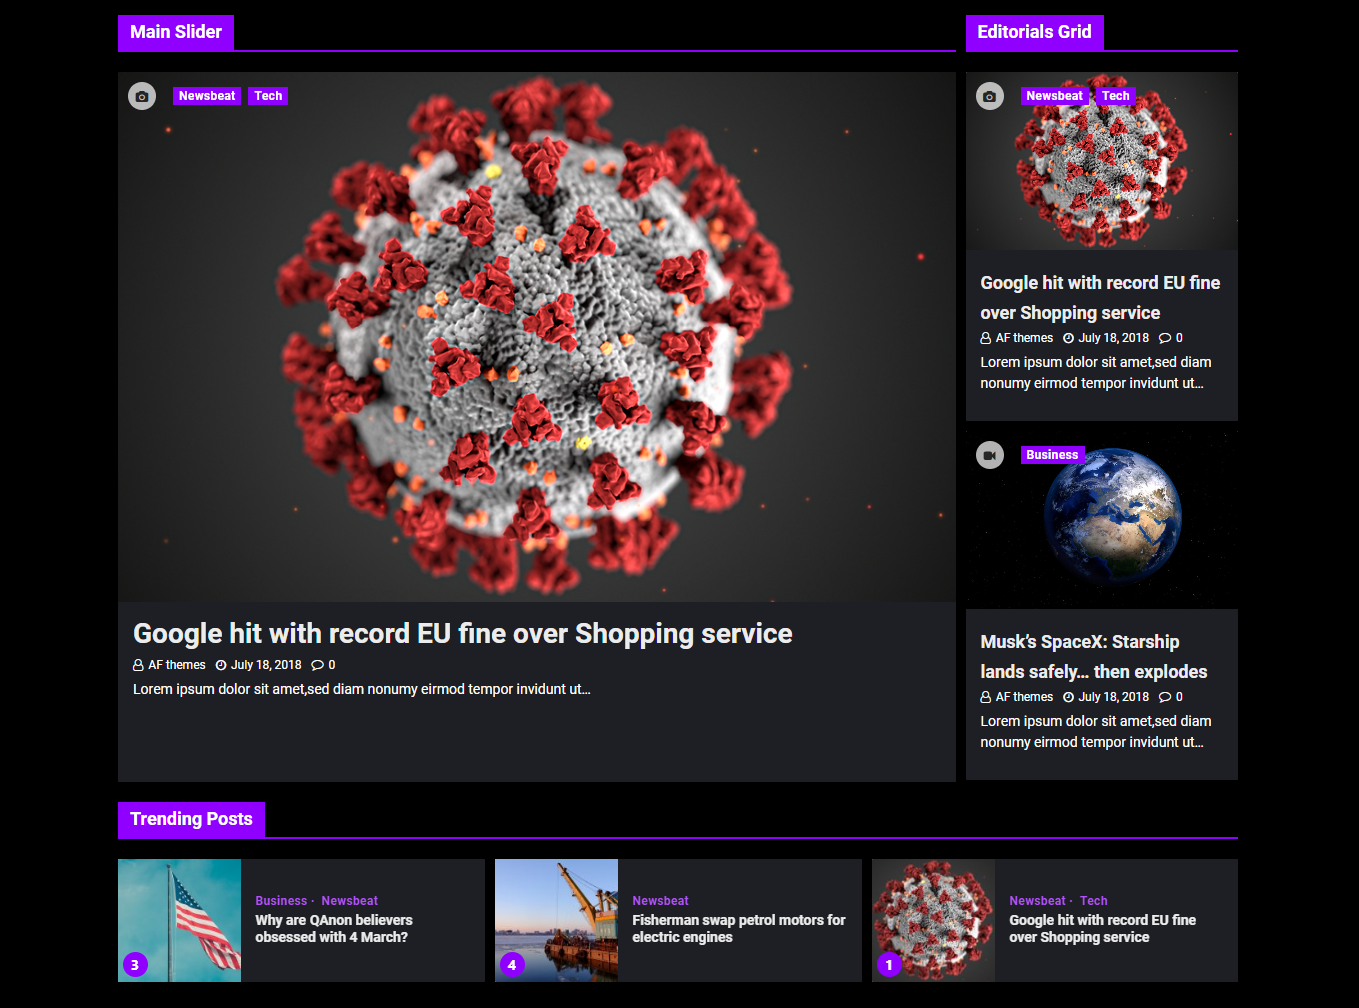 Main Slider
Newsbeat Tech
Google hit with record EU fine over Shopping service
AF themes July 18, 2018 0
Lorem ipsum dolor sit amet,sed diam nonumy eirmod tempor invidunt ut...
Editorials Grid
Newsbeat Tech
Google hit with record EU fine
over Shopping service
AF themes July 18, 2018 0
Lorem ipsum dolor sit amet,sed diam
nonumy eirmod tempor invidunt ut...
Business
Musk’s SpaceX: Starship
lands safely… then explodes
AF themes July 18, 2018 0
Lorem ipsum dolor sit amet,sed diam
nonumy eirmod tempor invidunt ut...
Trending Posts
3
Business · Newsbeat
Why are QAnon believers
obsessed with 4 March?
4
Newsbeat
Fisherman swap petrol motors for
electric engines
1
Newsbeat · Tech
Google hit with record EU fine
over Shopping service